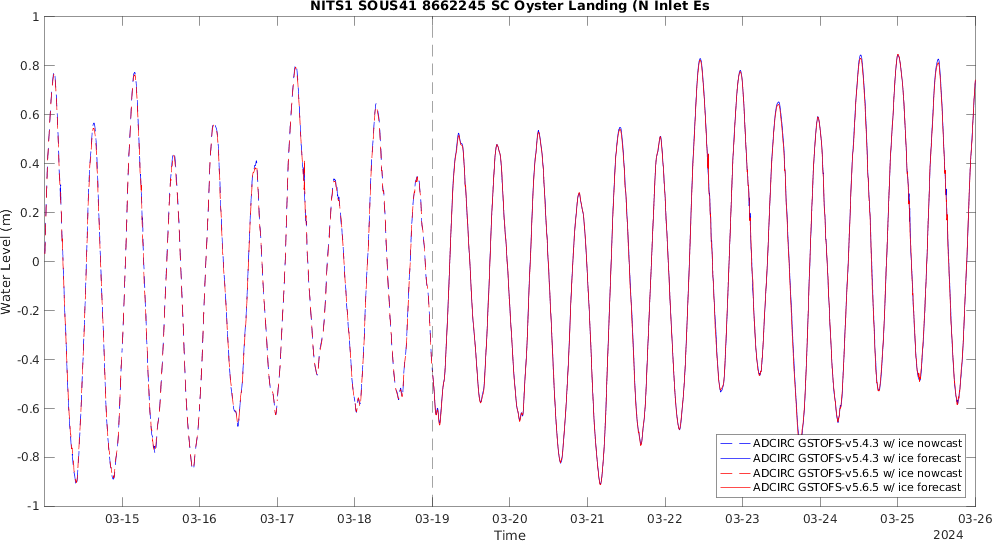 NITS1 SOUS41 8662245 SC Oyster Landing (N Inlet Es
1
0.8
0.6
0.4
0.2
0
-0.2
-0.4
-0.6
-0.8
-1
Water Level (m)
ADCIRC GSTOFS-v5.4.3 w/ ice nowcast
ADCIRC GSTOFS-v5.4.3 w/ ice forecast
ADCIRC GSTOFS-v5.6.5 w/ ice nowcast
ADCIRC GSTOFS-v5.6.5 w/ ice forecast
03-15 03-16 03-17 03-18 03-19 03-20 03-21 03-22 03-23 03-24 03-25 03-26
Time
2024